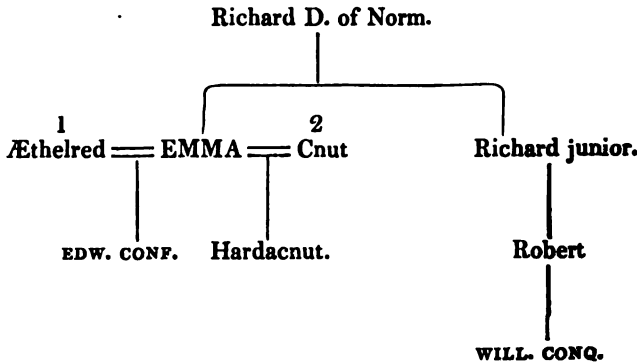 Richard D. of Norm.
1 2
Æthelred EMMA Cnut Richard junior.
EDW. CONF. Hardacnut. Robert
WILL. CONQ.